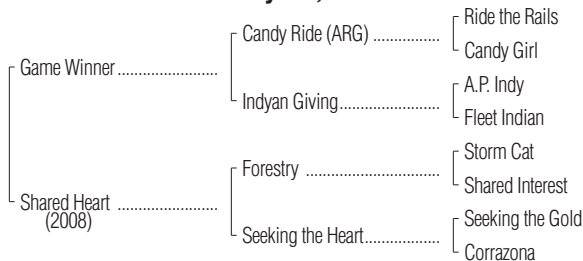 Ride the Rails
Candy Ride (ARG) ................
Candy Girl
Game Winner ........................
A.P. Indy
Indyan Giving.......................
Fleet Indian
Storm Cat
Forestry ................................
Shared Interest
Shared Heart ........................
(2008)
Seeking the Gold
Seeking the Heart.................
Corrazona